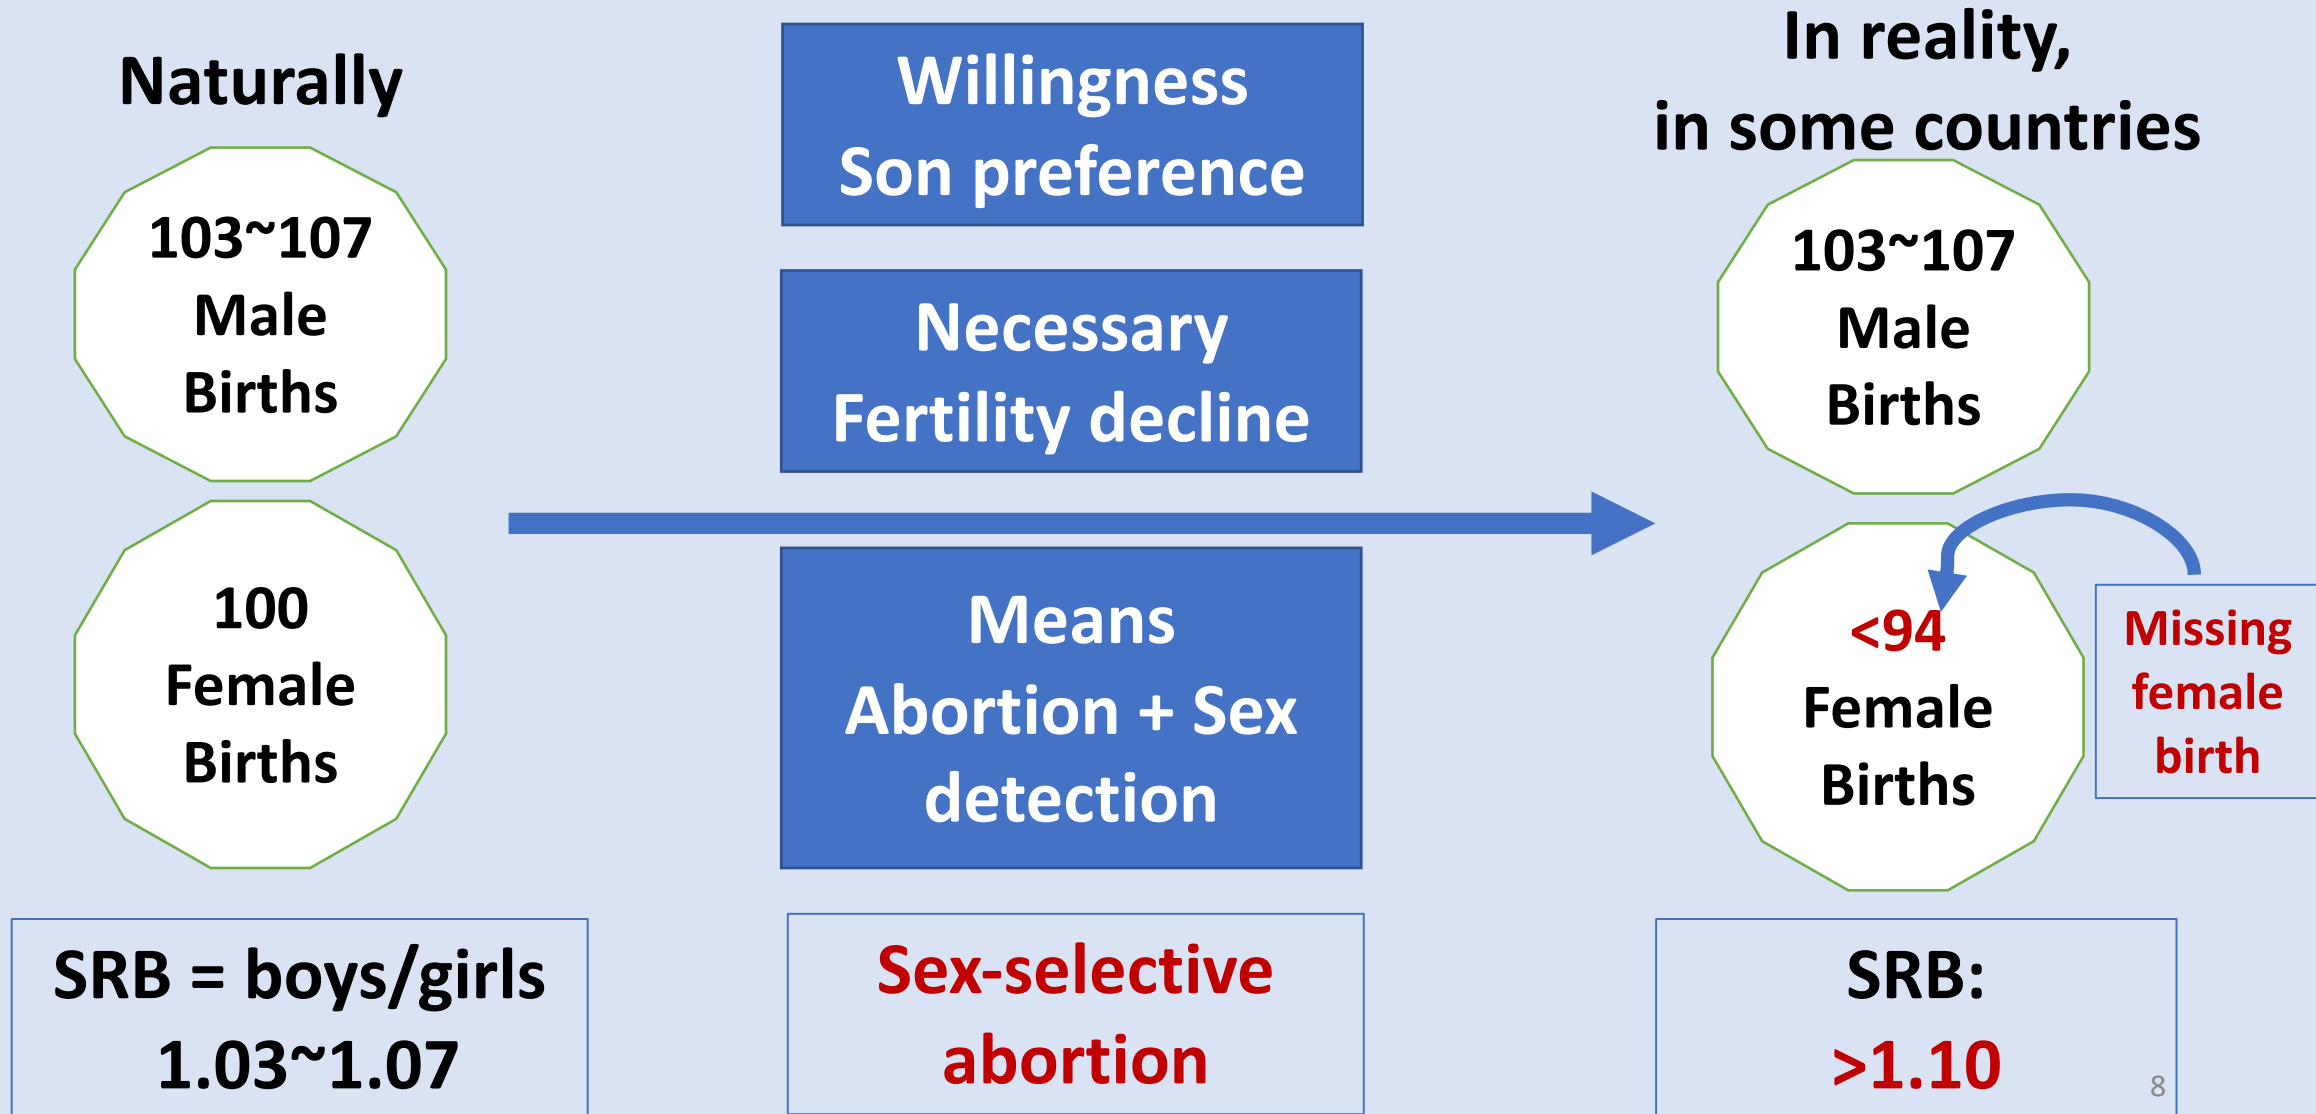 Naturally
103~107
Male
Births
100
Female
Births
SRB = boys/girls
1.03~1.07
Willingness
Son preference
Necessary
Fertility decline
Means
Abortion + Sex
detection
Sex-selective
abortion
In reality,
in some countries
103~107
Male
Births
<94
Female
Births
Missing
female
birth
SRB:
>1.10
8